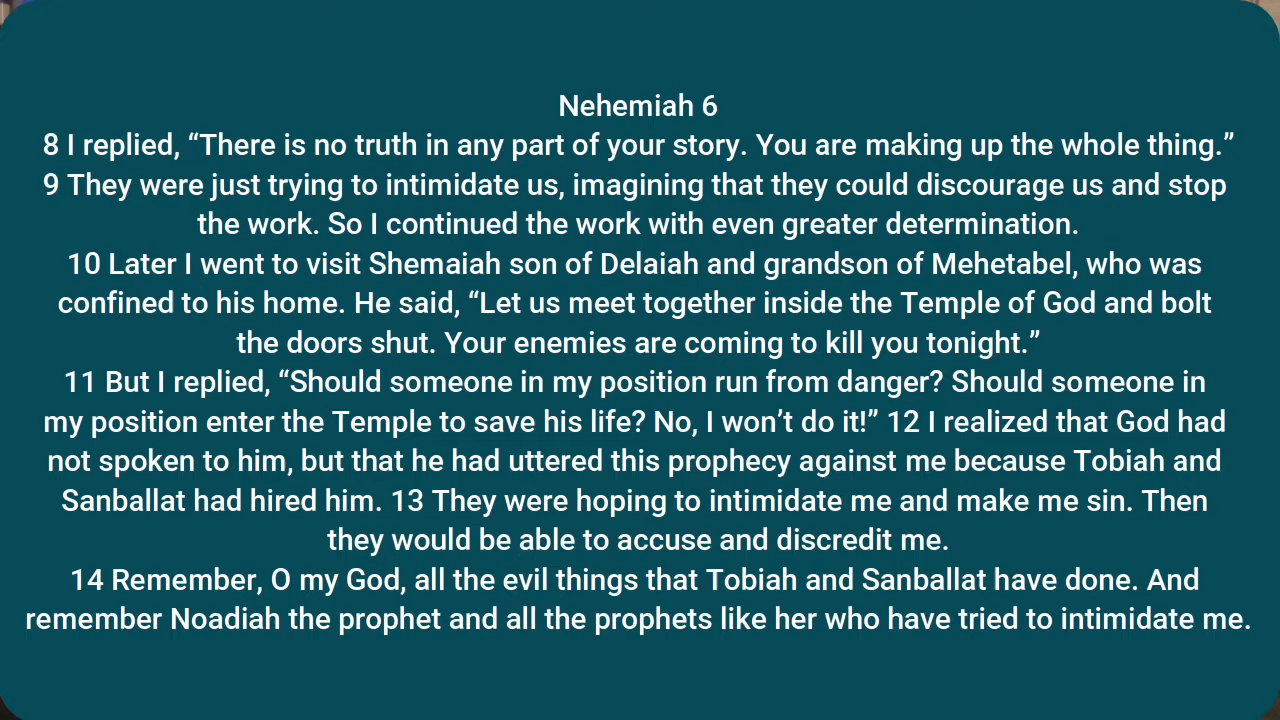 Nehemiah 6
8 I replied, “There is no truth in any part of your story. You are making up the whole thing.”
9 They were just trying to intimidate us, imagining that they could discourage us and stop
the work. So I continued the work with even greater determination.
10 Later I went to visit Shemaiah son of Delaiah and grandson of Mehetabel, who was
confined to his home. He said, “Let us meet together inside the Temple of God and bolt
the doors shut. Your enemies are coming to kill you tonight.”
11 But I replied, “Should someone in my position run from danger? Should someone in
my position enter the Temple to save his life? No, I won’t do it!” 12 I realized that God had
not spoken to him, but that he had uttered this prophecy against me because Tobiah and
Sanballat had hired him. 13 They were hoping to intimidate me and make me sin. Then
they would be able to accuse and discredit me.
14 Remember, O my God, all the evil things that Tobiah and Sanballat have done. And
remember Noadiah the prophet and all the prophets like her who have tried to intimidate me.